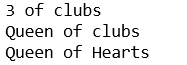 3 of clubs
Queen of clubs
Queen of Hearts